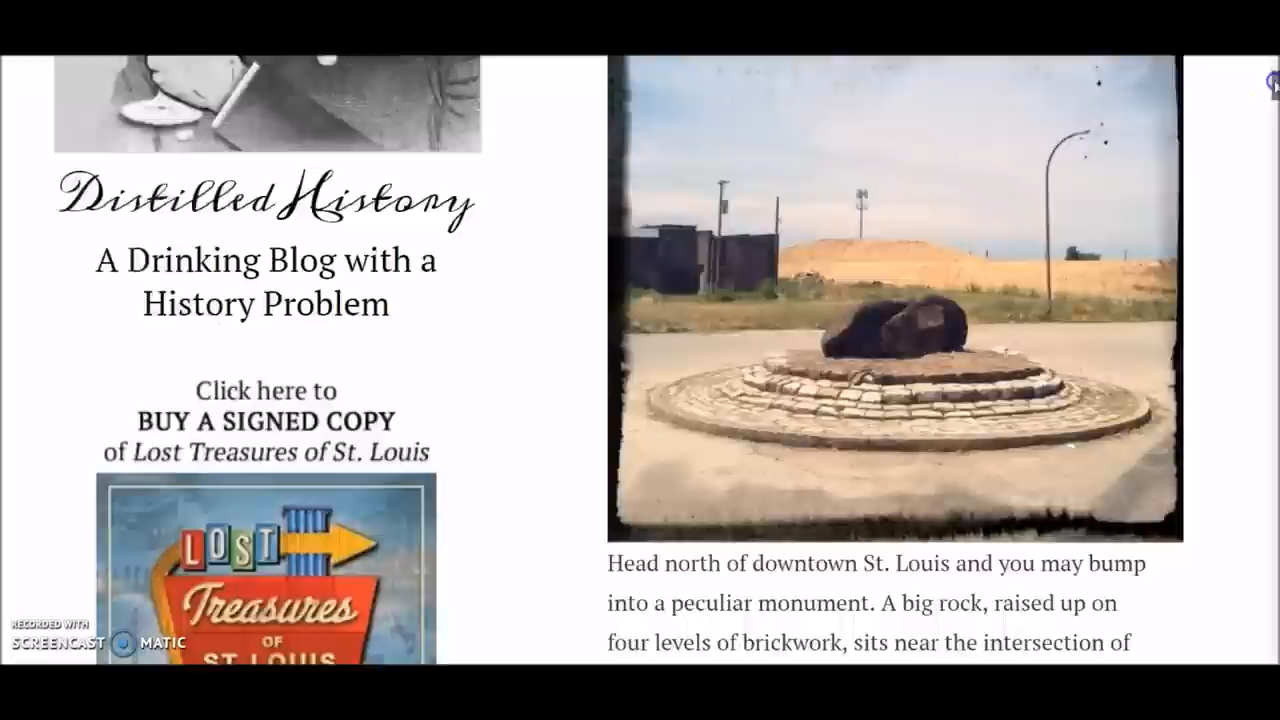 Distilled History
A Drinking Blog with a
History Problem
Click here to
BUY A SIGNED COPY
of Lost Treasures of St. Louis
LOST
Treasures
OF
ST. LOUIS
Head north of downtown St. Louis and you may bump
into a peculiar monument. A big rock, raised up on
four levels of brickwork, sits near the intersection of
RECORDED WITH
SCREENCAST MATIC